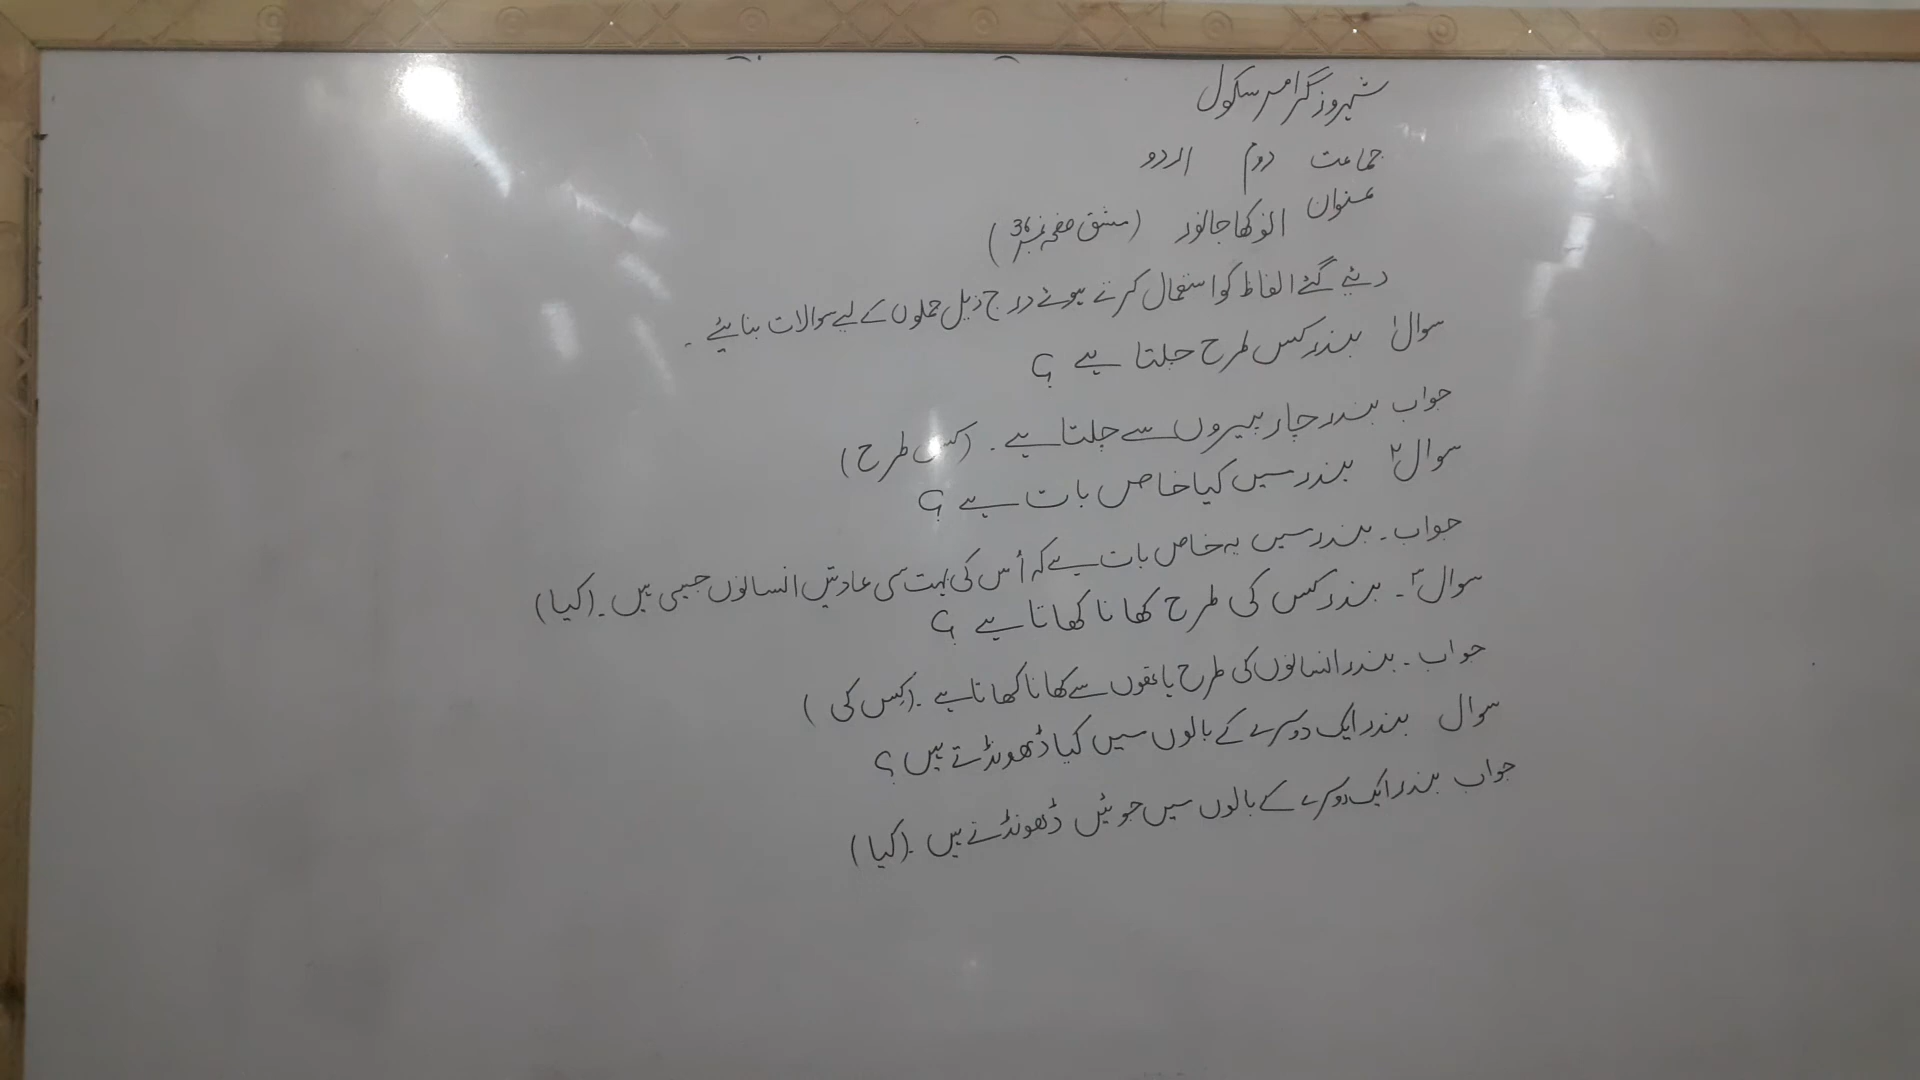 شہروز گرامر سکول
جماعت دوم اردو
عنوان انوکھا جانور (مشق صفحہ نمبر 36)
دئیے گئے الفاظ کو استعمال کرتے ہوئے درج ذیل جملوں کے لیے سوالات بنائیے ۔
سوال ۱ بندر کس طرح چلتا ہے ؟
جواب بندر چار پیروں سے چلتا ہے ۔ (کس طرح)
سوال ۲ بندر میں کیا خاص بات ہے ؟
جواب ۔ بندر میں یہ خاص بات ہے کہ اُس کی بہت سی عادتیں انسانوں جیسی ہیں ۔ (کیا)
سوال ۳ ۔ بندر کس کی طرح کھانا کھاتا ہے ؟
جواب ۔ بندر انسانوں کی طرح ہاتھوں سے کھانا کھاتا ہے ۔ (کِس کی )
سوال بندر ایک دوسرے کے بالوں میں کیا ڈھونڈتے ہیں ؟
جواب بندر ایک دوسرے کے بالوں میں جوئیں ڈھونڈتے ہیں ۔ (کیا )